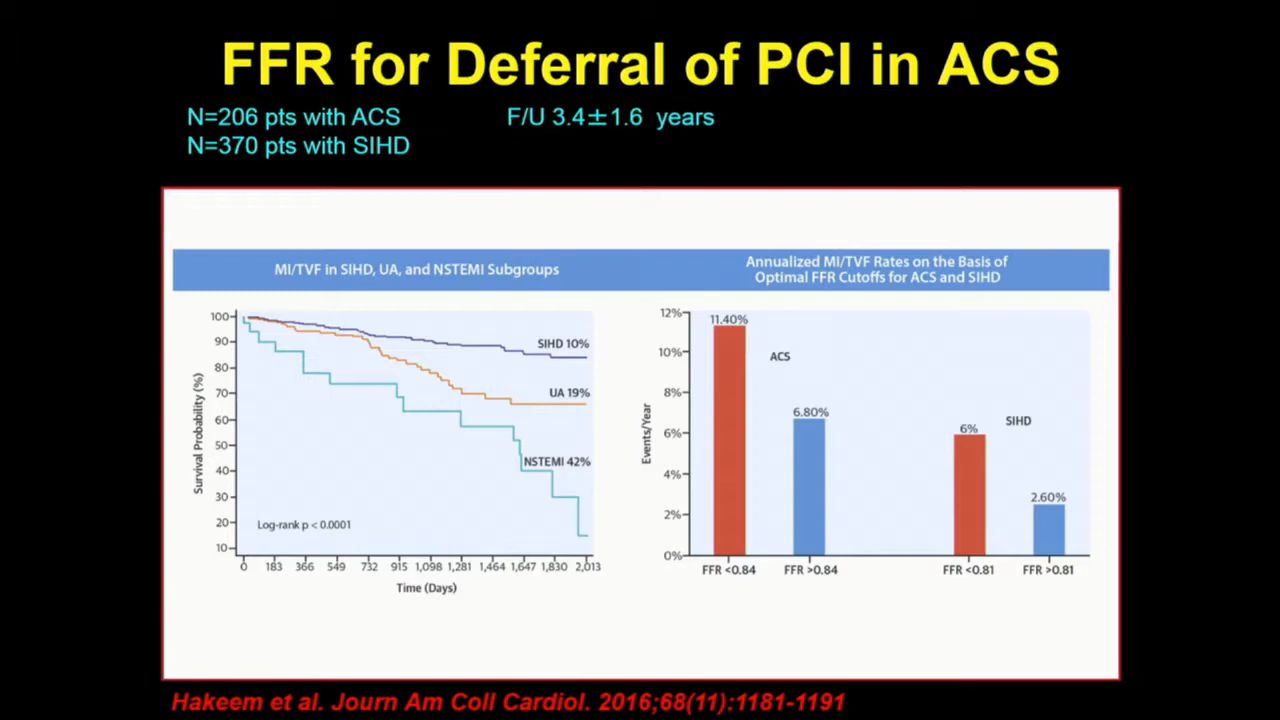 FFR for Deferral of PCI in ACS
N=206 pts with ACS
F/U 3.4±1.6 years
N=370 pts with SIHD
MI/TVF in SIHD, UA, and NSTEMI Subgroups
100
90
80
70
60
50
40
30
20
10
Survival Probability (%)
SIHD 10%
UA 19%
NSTEMI 42%
Log-rank p < 0.0001
0 183 366 549 732 915 1,098 1,281 1,464 1,647 1,830 2,013
Time (Days)
Annualized MI/TVF Rates on the Basis of
Optimal FFR Cutoffs for ACS and SIHD
12%
10%
8%
6%
4%
2%
0%
Events/Year
11.40%
ACS
6.80%
SIHD
6%
2.60%
FFR <0.84 FFR >0.84 FFR <0.81 FFR >0.81
Hakeem et al. Journ Am Coll Cardiol. 2016;68(11):1181-1191